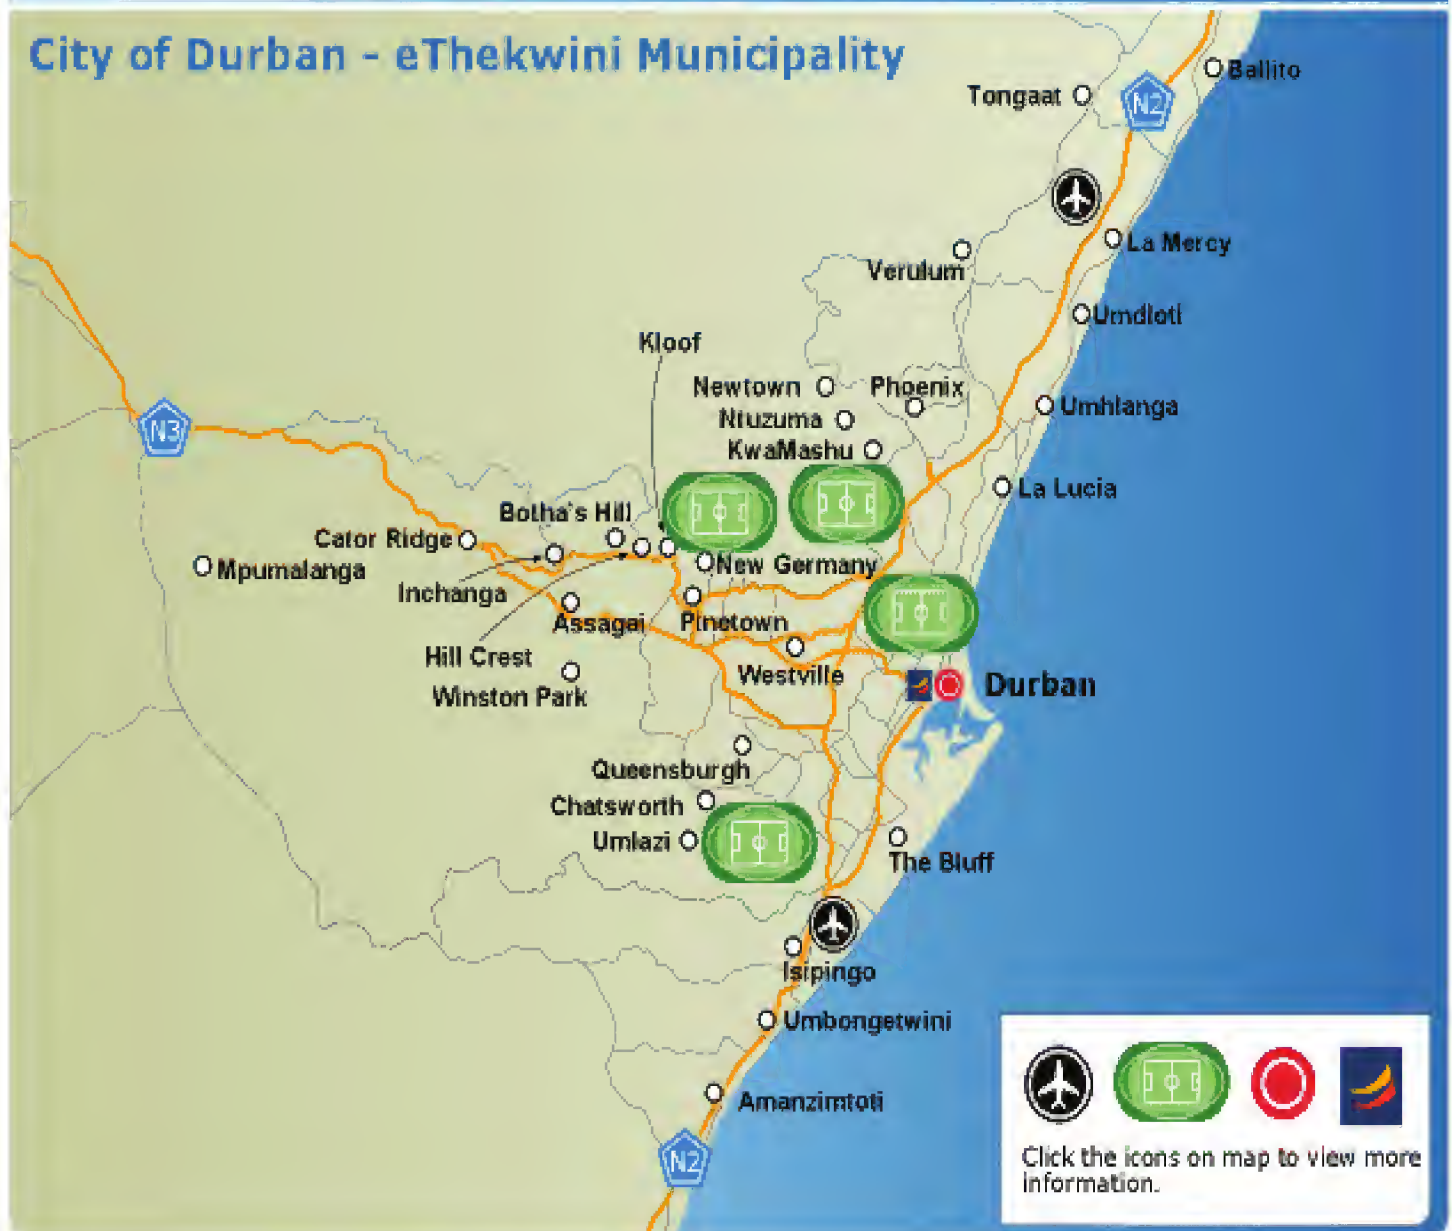 City of Durban - eThekwini Municipality
Ballito
Tongaat
N2
La Mercy
Verulum
Umdloti
Kloof
Newtown
Phoenix
Ntuzuma
Umhlanga
KwaMashu
N3
La Lucia
Botha's Hill
Cator Ridge
Mpumalanga
New Germany
Inchanga
Assagai
Pinetown
Hill Crest
Westville
Durban
Winston Park
Queensburgh
Chatsworth
Umlazi
The Bluff
Isipingo
Umbongetwini
Amanzimtoti
N2
Click the icons on map to view more
information.